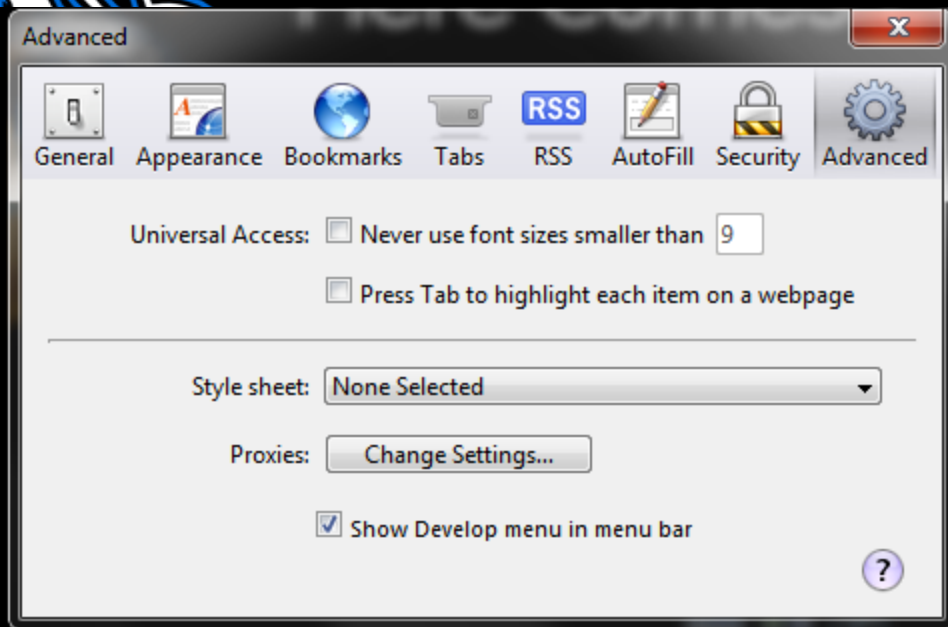 Here Comes
Advanced
General Appearance Bookmarks Tabs RSS RSS AutoFill Security Advanced
Universal Access: Never use font sizes smaller than 9
Press Tab to highlight each item on a webpage
Style sheet: None Selected
Proxies: Change Settings...
Show Develop menu in menu bar
?